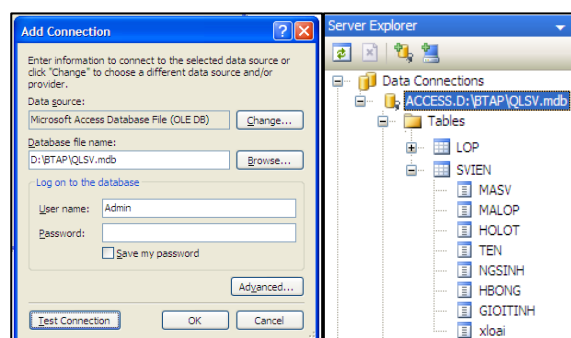 Add Connection
Enter information to connect to the selected data source or
click "Change" to choose a different data source and/or
provider.
Data source:
Microsoft Access Database File (OLE DB)
Change...
Database file name:
D:\BTAP\QLSV.mdb
Browse...
Log on to the database
User name:
Admin
Password:
Save my password
Advanced...
Test Connection
OK
Cancel
Server Explorer
Data Connections
ACCESS.D:\BTAP\QLSV.mdb
Tables
LOP
SVIEN
MASV
MALOP
HOLOT
TEN
NGSINH
HBONG
GIOITINH
xloai